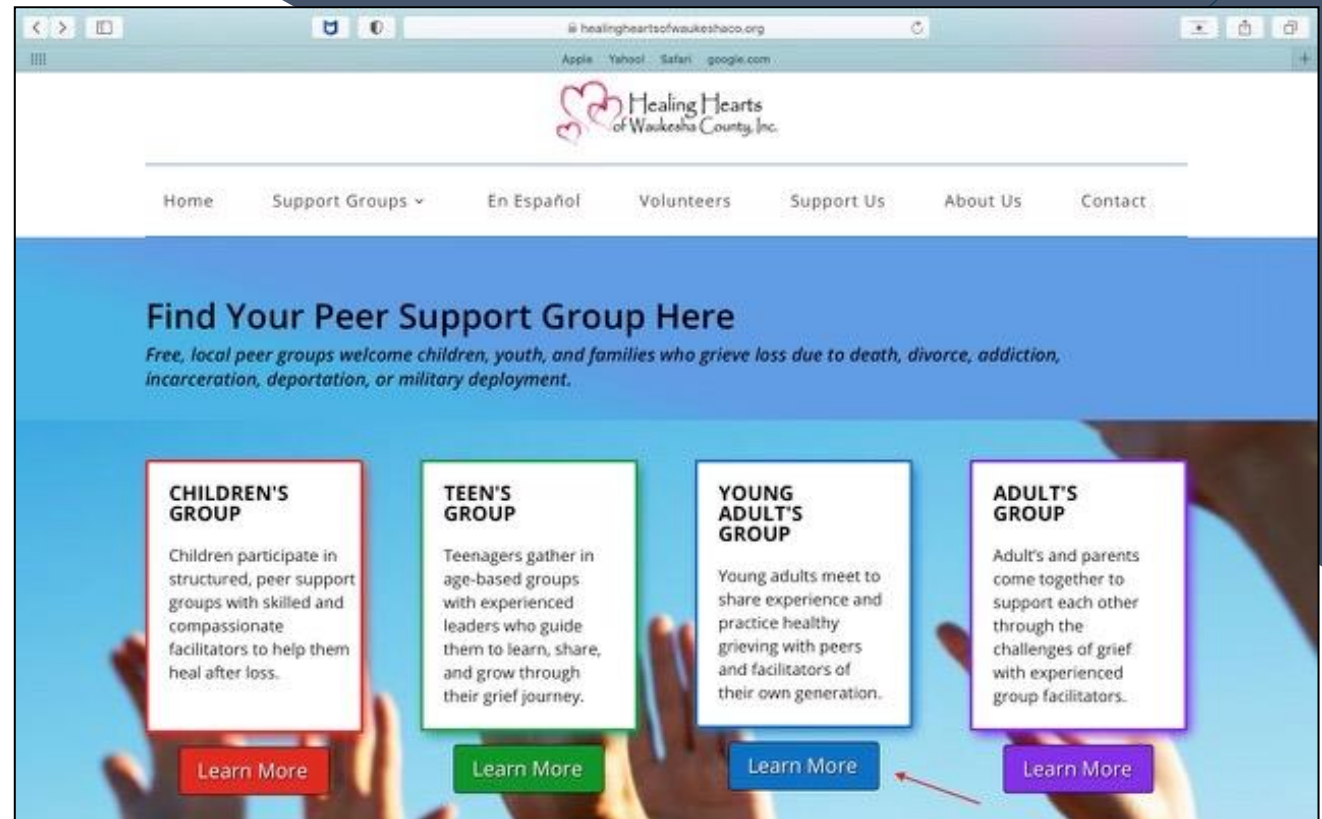 healingheartsofwaukeshaco.org
Apple Yahoo! Safari google.com
Healing Hearts
of Waukesha County, Inc.
Home Support Groups En Español Volunteers Support Us About Us Contact
Find Your Peer Support Group Here
Free, local peer groups welcome children, youth, and families who grieve loss due to death, divorce, addiction,
incarceration, deportation, or military deployment.
CHILDREN'S
GROUP
Children participate in
structured, peer support
groups with skilled and
compassionate
facilitators to help them
heal after loss.
Learn More
TEEN'S
GROUP
Teenagers gather in
age-based groups
with experienced
leaders who guide
them to learn, share,
and grow through
their grief journey.
Learn More
YOUNG
ADULT'S
GROUP
Young adults meet to
share experience and
practice healthy
grieving with peers
and facilitators of
their own generation.
Learn More
ADULT'S
GROUP
Adult's and parents
come together to
support each other
through the
challenges of grief
with experienced
group facilitators.
Learn More